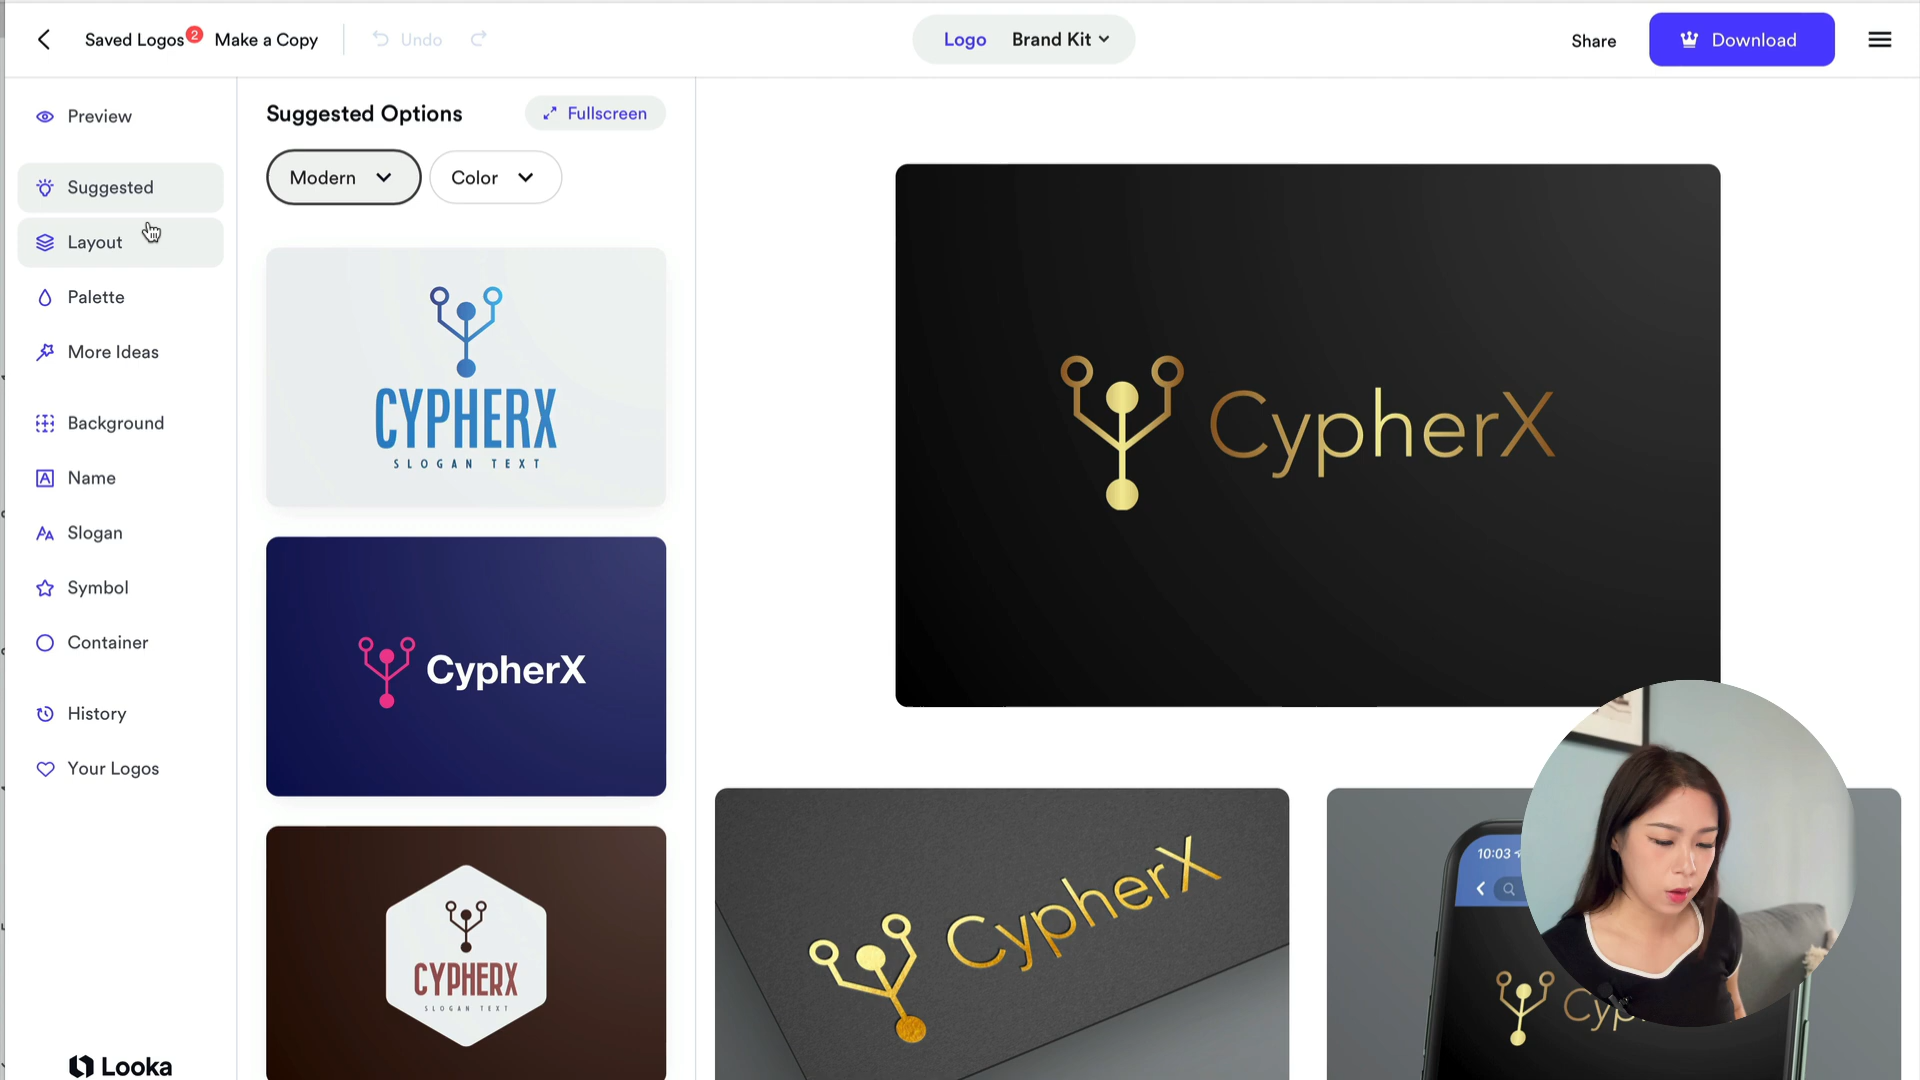 Saved Logos 2 Make a Copy Undo Logo Brand Kit Share Download
Preview
Suggested
Layout
Palette
More Ideas
Background
Name
Slogan
Symbol
Container
History
Your Logos
Looka
Suggested Options Fullscreen
Modern Color
CYPHERX
SLOGAN TEXT
CypherX
CYPHERX
SLOGAN TEXT
CypherX
CypherX
10:03
Cyp